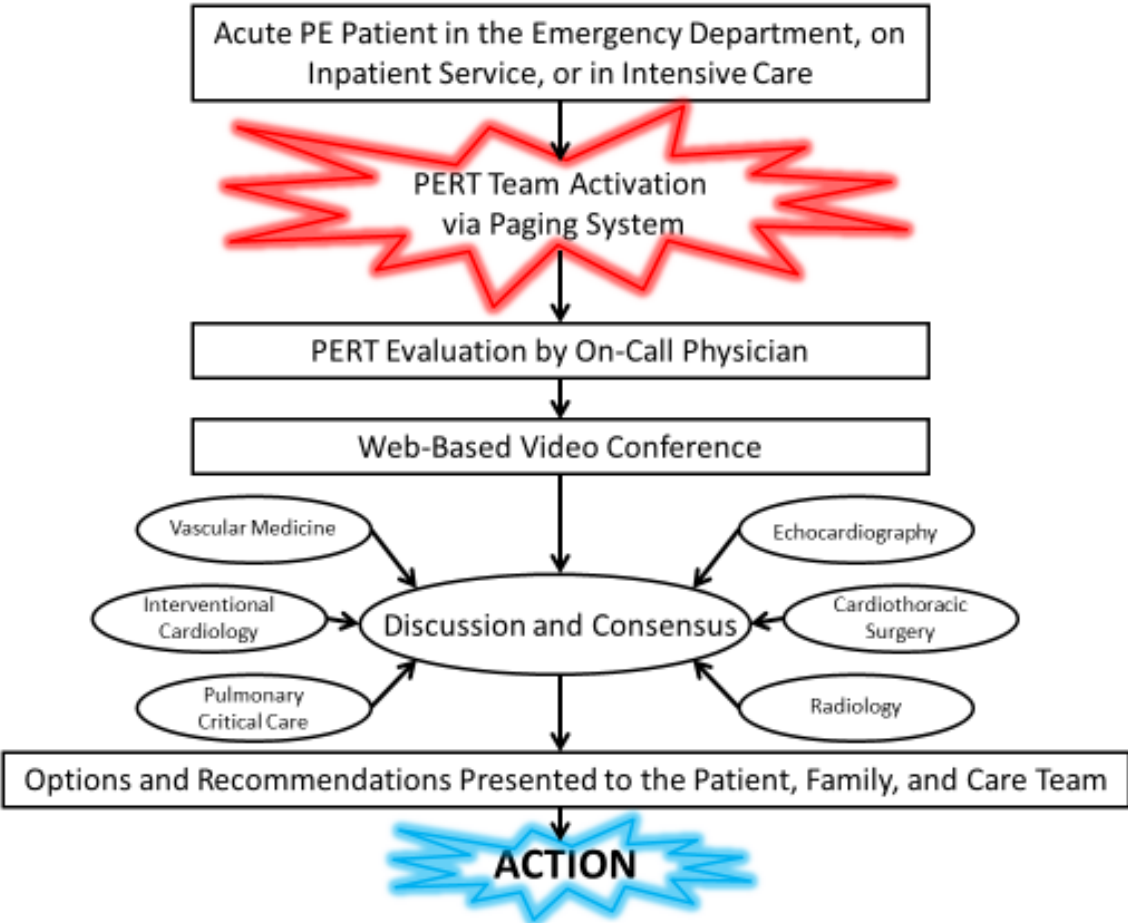 Acute PE Patient in the Emergency Department, on
Inpatient Service, or in Intensive Care
PERT Team Activation
via Paging System
PERT Evaluation by On-Call Physician
Web-Based Video Conference
Vascular Medicine
Echocardiography
Interventional
Cardiology
Discussion and Consensus
Cardiothoracic
Surgery
Pulmonary
Critical Care
Radiology
Options and Recommendations Presented to the Patient, Family, and Care Team
ACTION